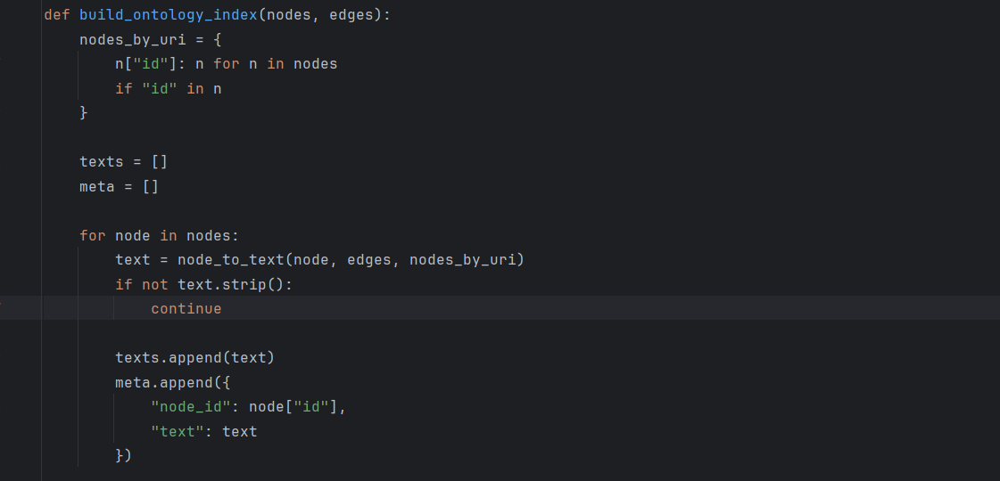 def build_ontology_index(nodes, edges):
    nodes_by_uri = {
        n["id"]: n for n in nodes
        if "id" in n
    }

    texts = []
    meta = []

    for node in nodes:
        text = node_to_text(node, edges, nodes_by_uri)
        if not text.strip():
            continue

        texts.append(text)
        meta.append({
            "node_id": node["id"],
            "text": text
        })